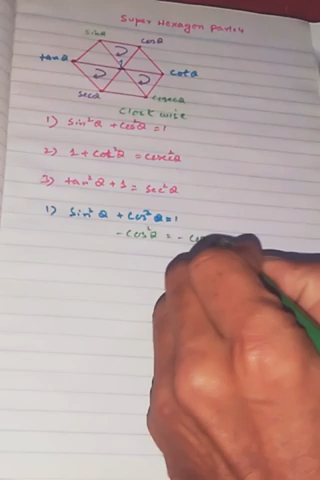 Super Hexagon part-4
sinθ cosθ
tanθ 1 cotθ
secθ cosecθ
clock wise
1) sin²θ + cos²θ = 1
2) 1 + cot²θ = cosec²θ
3) tan²θ + 1 = sec²θ
1) sin²θ + cos²θ = 1
- cos²θ = - cos